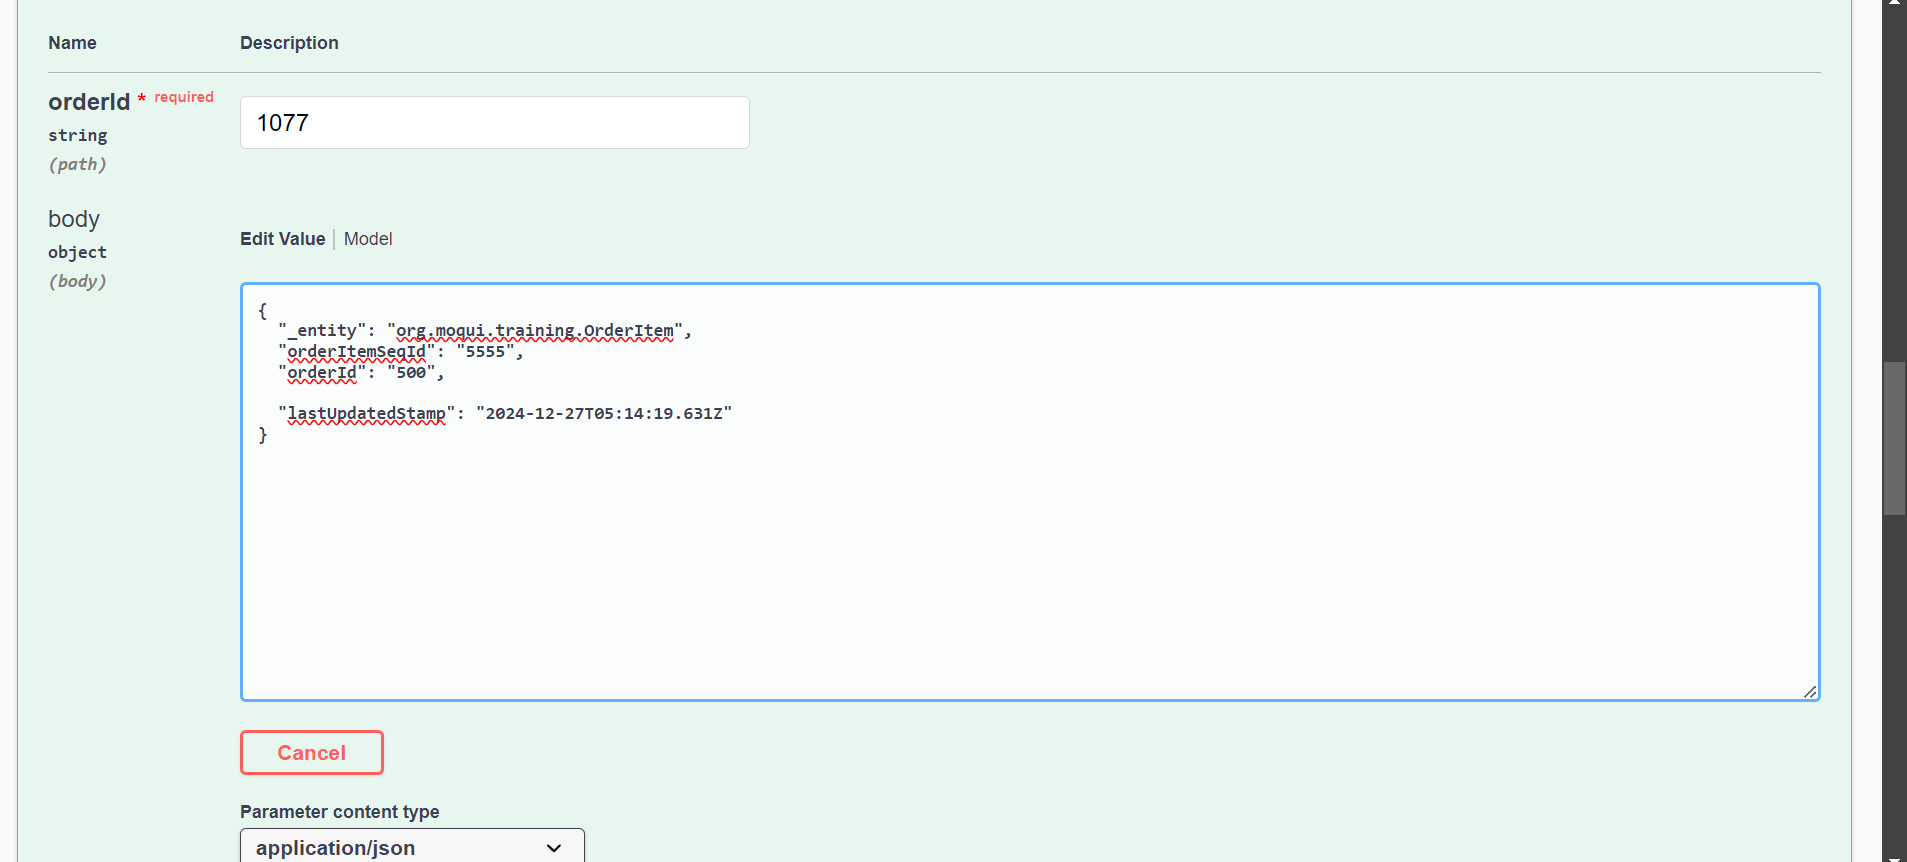 Name Description
orderId * required
1077
string
(path)
body
Edit Value | Model
object
(body)
{
"_entity": "org.moqui.training.OrderItem",
"orderItemSeqId": "5555",
"orderId": "500",
"lastUpdatedStamp": "2024-12-27T05:14:19.631Z"
}
Cancel
Parameter content type
application/json